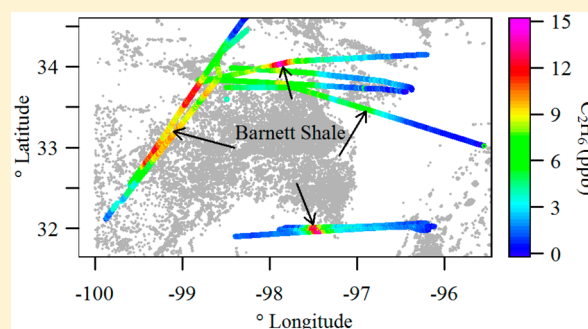 34
33
32
° Latitude
Barnett Shale
-100 -99 -98 -97 -96
° Longitude
15
12
9
6
3
0
C₂H₆ (ppb)